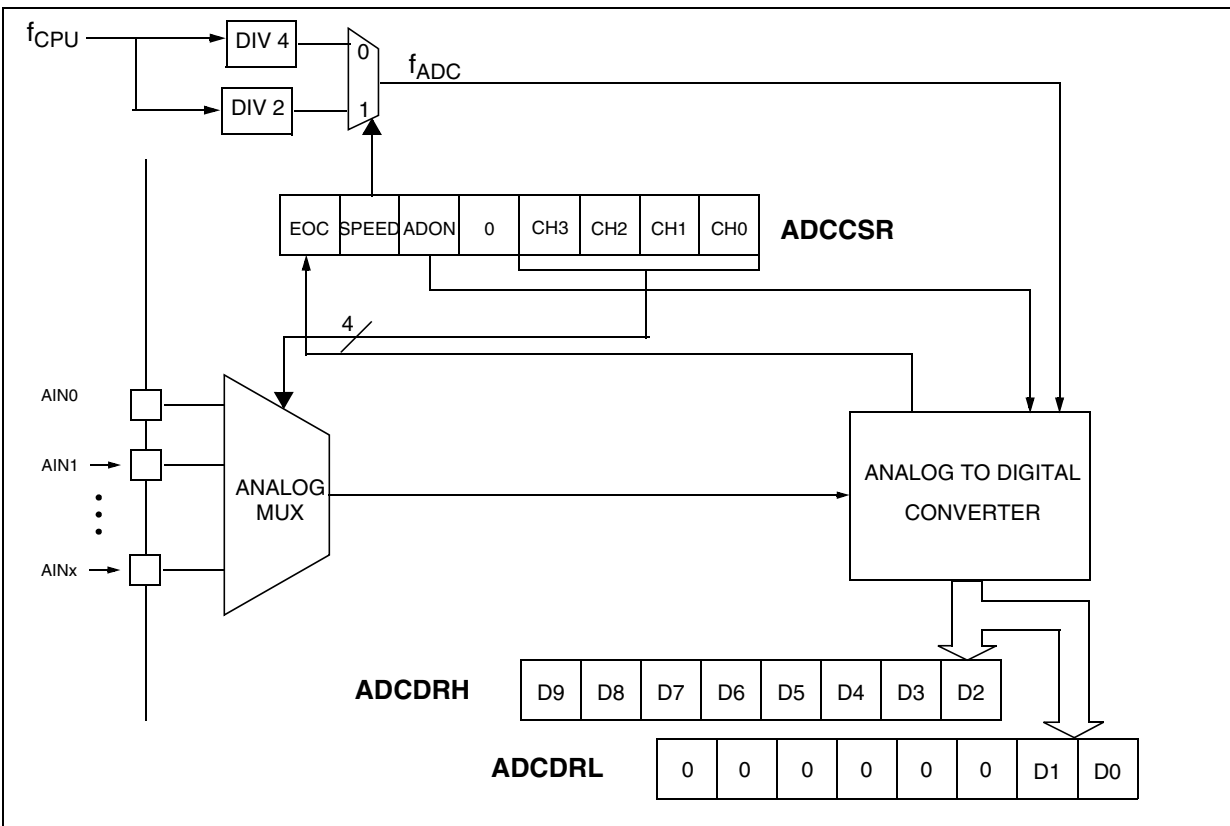 fCPU
DIV 4
0
fADC
DIV 2
1
EOC SPEED ADON 0 CH3 CH2 CH1 CH0 ADCCSR
4
AIN0
AIN1
AINx
ANALOG
MUX
ANALOG TO DIGITAL
CONVERTER
ADCDRH D9 D8 D7 D6 D5 D4 D3 D2
ADCDRL 0 0 0 0 0 0 D1 D0